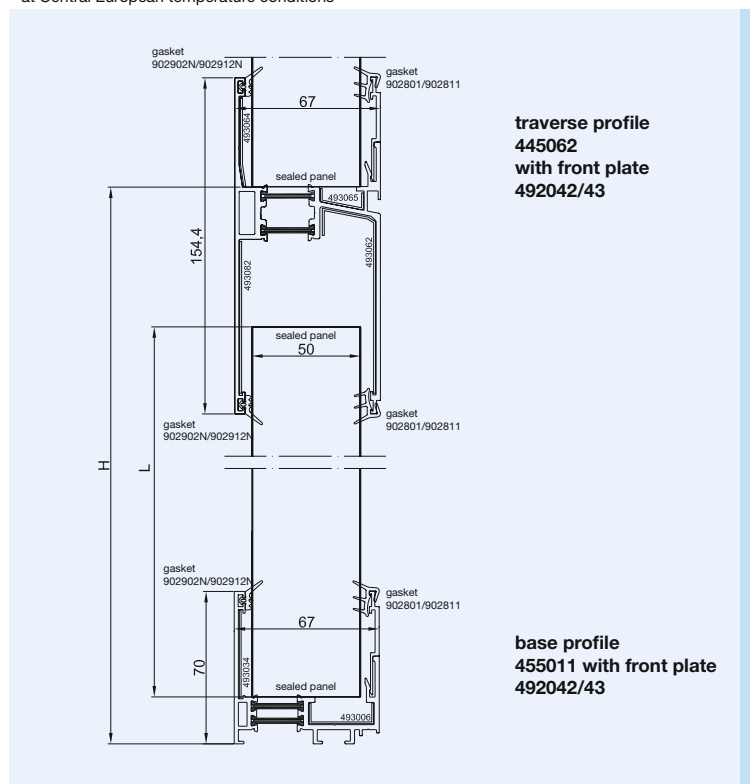 at Central European temperature conditions
gasket
902902N/902912N
gasket
902801/902811
67
493064
traverse profile
445062
with front plate
492042/43
sealed panel
493065
154,4
493082
493062
sealed panel
50
gasket
902902N/902912N
gasket
902801/902811
H
L
gasket
902902N/902912N
gasket
902801/902811
67
70
493034
base profile
455011 with front plate
492042/43
sealed panel
493006